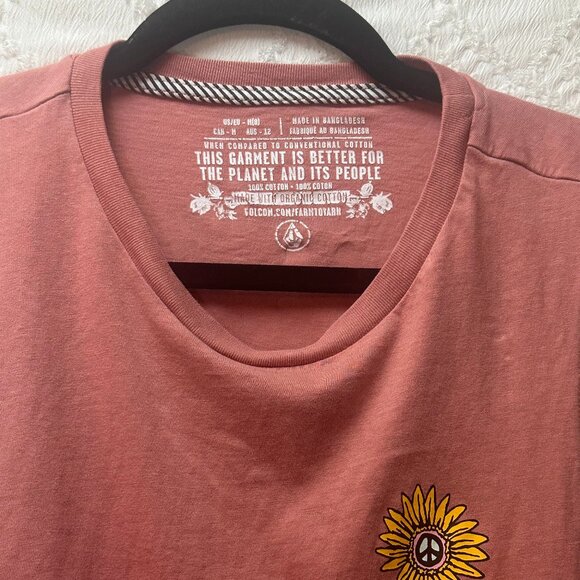 US/EU - M(8) MADE IN BANGLADESH
CAN - M AUS - 12 FABRIQUÉ AU BANGLADESH
WHEN COMPARED TO CONVENTIONAL COTTON
THIS GARMENT IS BETTER FOR
THE PLANET AND ITS PEOPLE
100% COTTON • 100% COTON
MADE WITH ORGANIC COTTON
VOLCOM.COM/FARMTOYARN